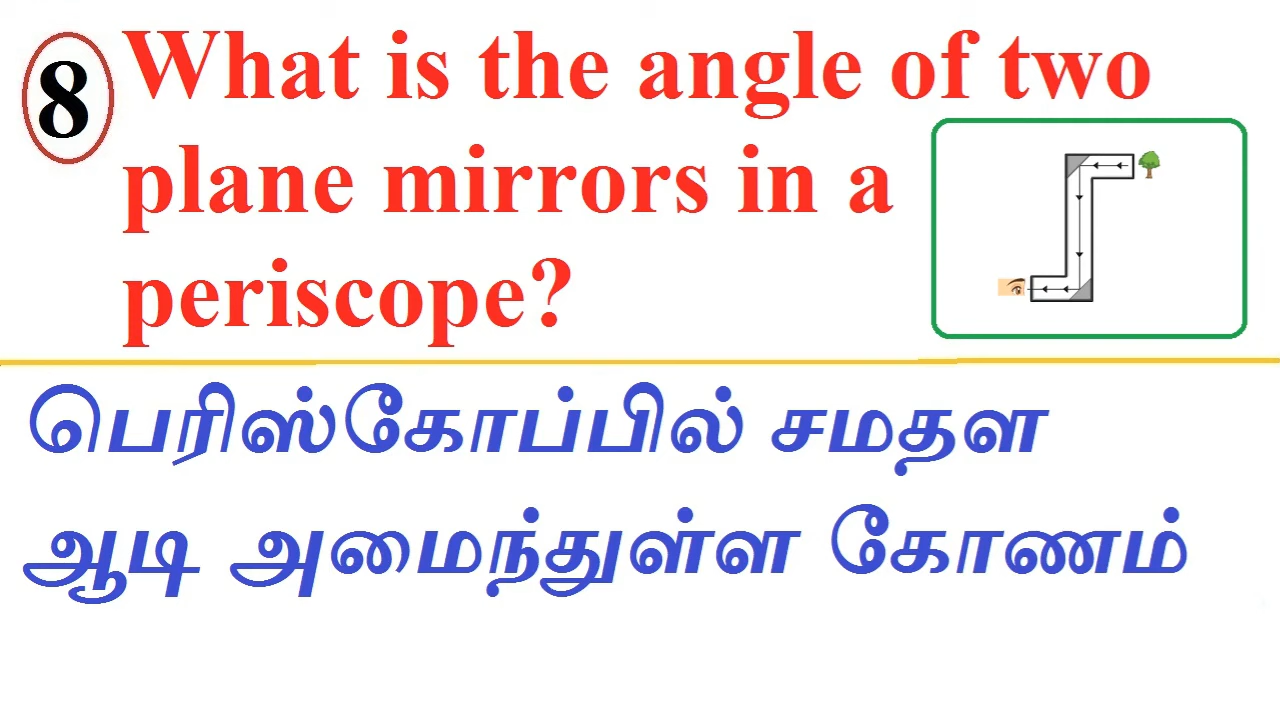 8 What is the angle of two
plane mirrors in a
periscope?
பெரிஸ்கோப்பில் சமதள
ஆடி அமைந்துள்ள கோணம்